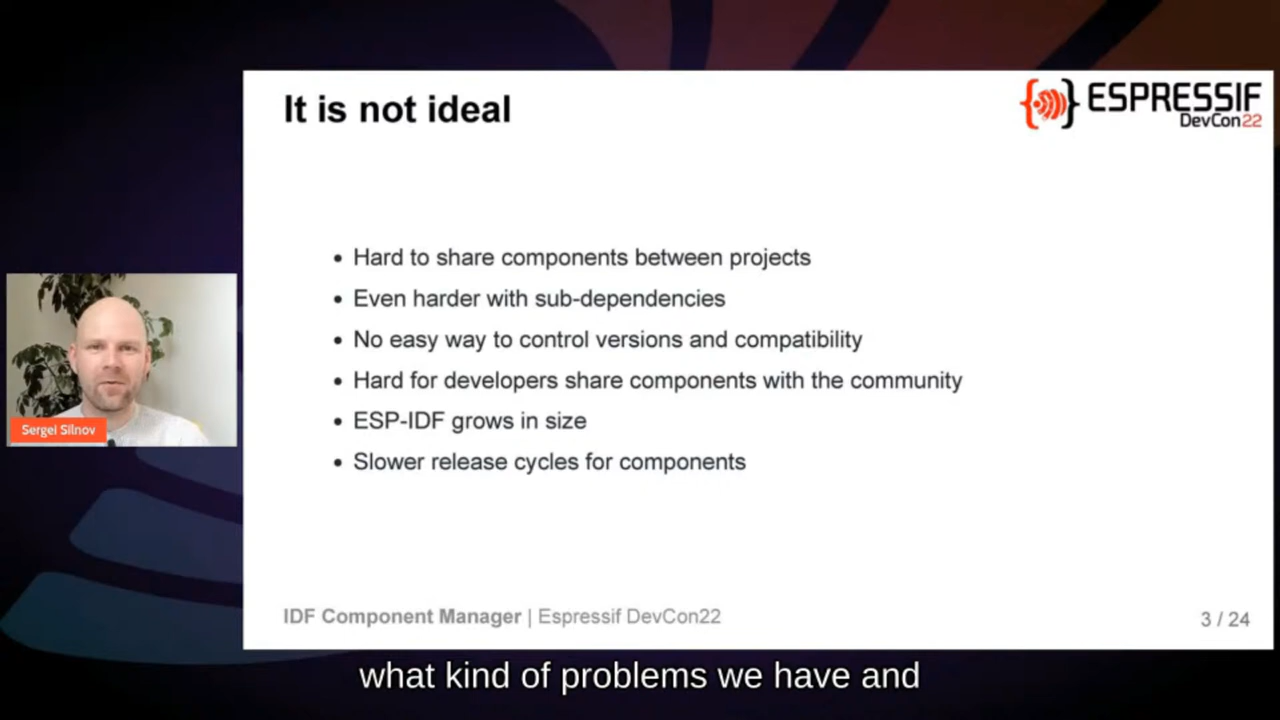 It is not ideal
ESPRESSIF
DevCon22
Hard to share components between projects
Even harder with sub-dependencies
No easy way to control versions and compatibility
Hard for developers share components with the community
ESP-IDF grows in size
Slower release cycles for components
Sergei Silnov
IDF Component Manager | Espressif DevCon22
3 / 24
what kind of problems we have and